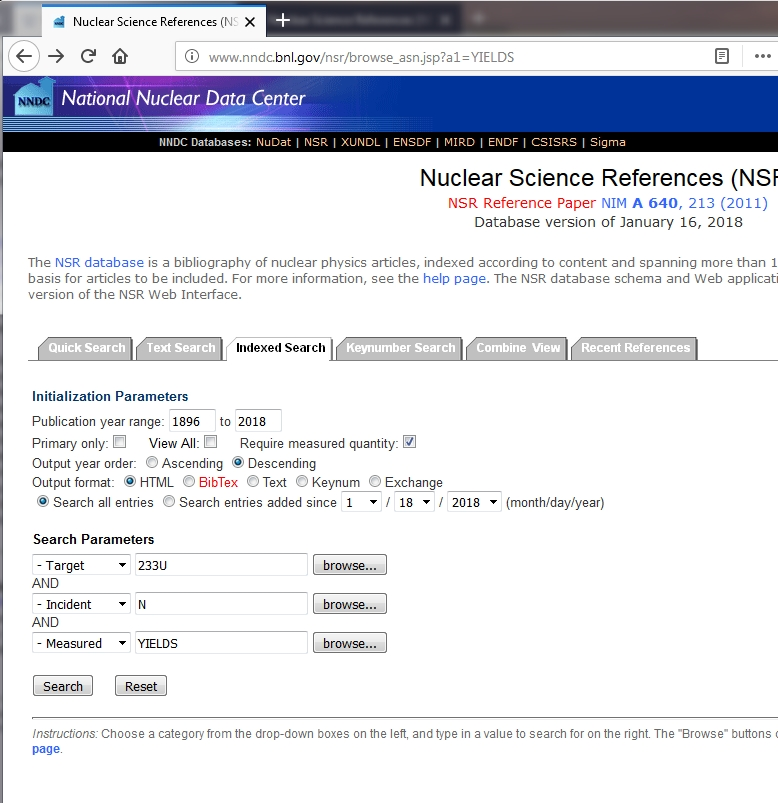 Nuclear Science References (NS
www.nndc.bnl.gov/nsr/browse_asn.jsp?a1=YIELDS
NNDC National Nuclear Data Center
NNDC Databases: NuDat | NSR | XUNDL | ENSDF | MIRD | ENDF | CSISRS | Sigma
Nuclear Science References (NSR
NSR Reference Paper NIM A 640, 213 (2011)
Database version of January 16, 2018
The NSR database is a bibliography of nuclear physics articles, indexed according to content and spanning more than 1
basis for articles to be included. For more information, see the help page. The NSR database schema and Web applicati
version of the NSR Web Interface.
Quick Search Text Search Indexed Search Keynumber Search Combine View Recent References
Initialization Parameters
Publication year range: 1896 to 2018
Primary only: View All: Require measured quantity:
Output year order: Ascending Descending
Output format: HTML BibTex Text Keynum Exchange
Search all entries Search entries added since 1 / 18 / 2018 (month/day/year)
Search Parameters
- Target 233U browse...
AND
- Incident N browse...
AND
- Measured YIELDS browse...
Search Reset
Instructions: Choose a category from the drop-down boxes on the left, and type in a value to search for on the right. The "Browse" buttons
page.